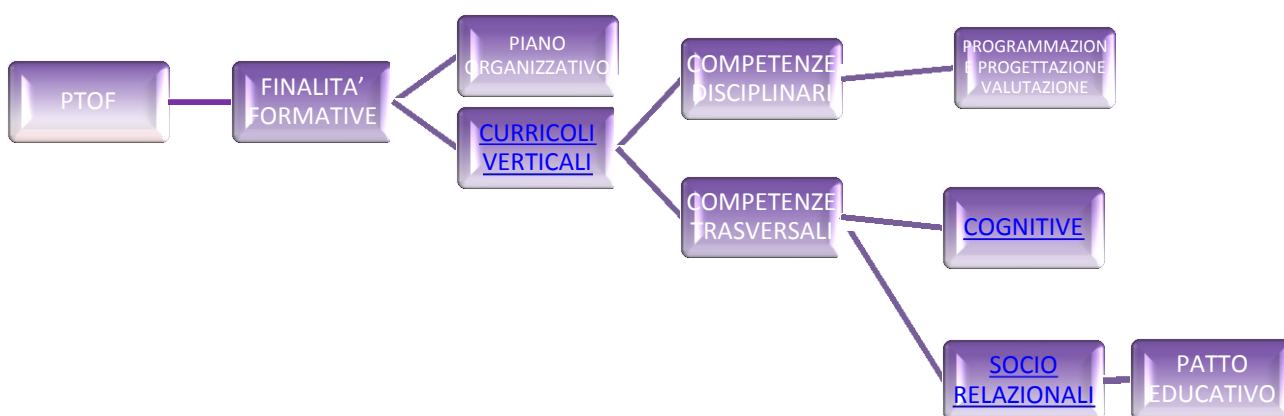 PTOF
FINALITA’
FORMATIVE
PIANO
ORGANIZZATIVO
CURRICOLI
VERTICALI
COMPETENZE
DISCIPLINARI
COMPETENZE
TRASVERSALI
PROGRAMMAZION
E PROGETTAZIONE
VALUTAZIONE
COGNITIVE
SOCIO
RELAZIONALI
PATTO
EDUCATIVO